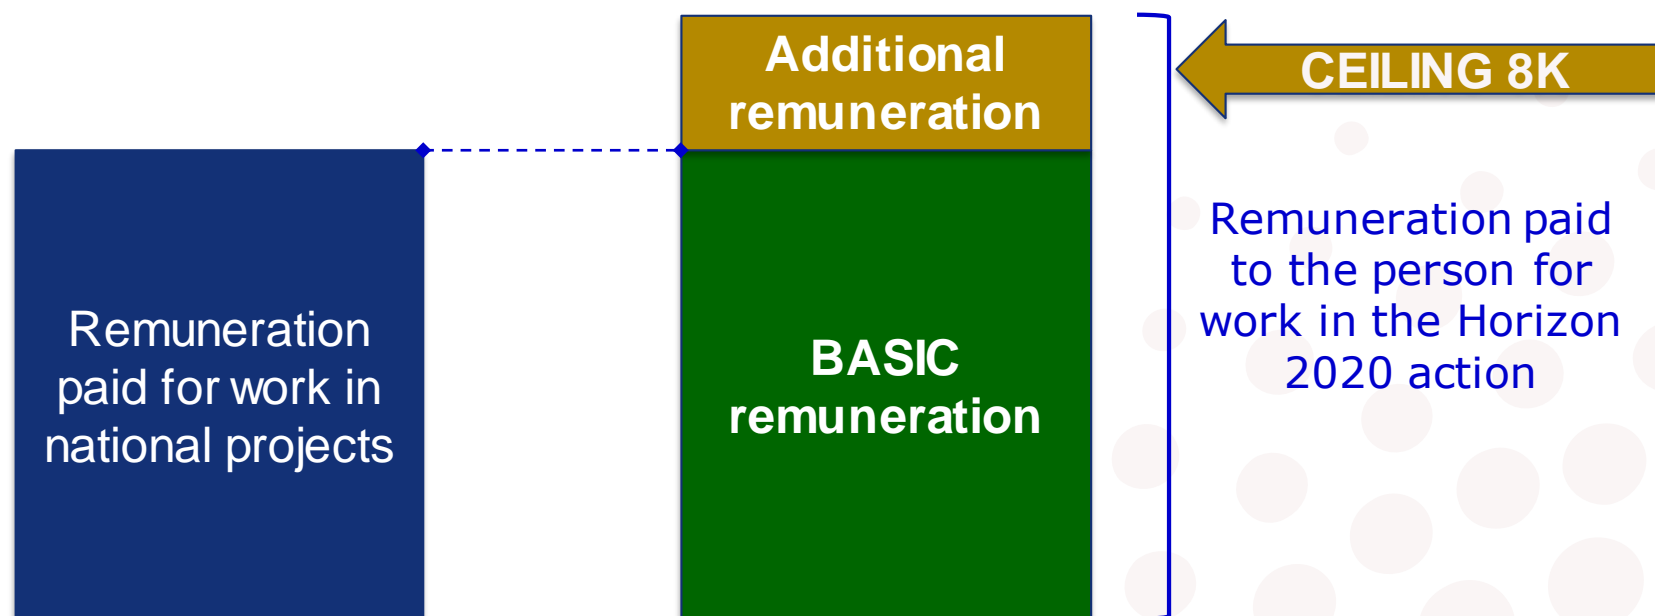 Additional
remuneration
CEILING 8K
Remuneration paid
to the person for
work in the Horizon
2020 action
Remuneration
paid for work in
national projects
BASIC
remuneration